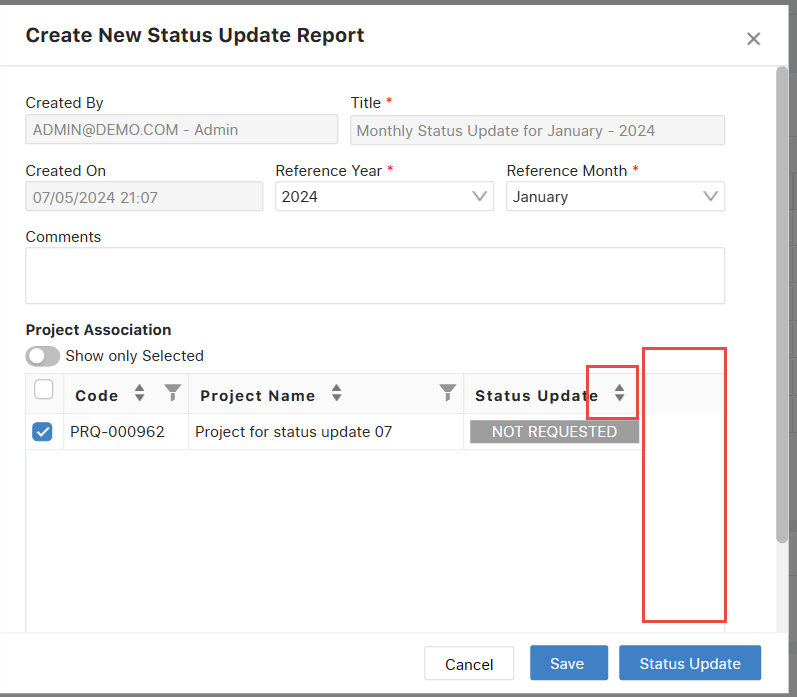 Create New Status Update Report
Created By
Title *
ADMIN@DEMO.COM - Admin
Monthly Status Update for January - 2024
Created On
Reference Year *
Reference Month *
07/05/2024 21:07
2024
January
Comments
Project Association
Show only Selected
Code
Project Name
Status Update
PRQ-000962
Project for status update 07
NOT REQUESTED
Cancel
Save
Status Update